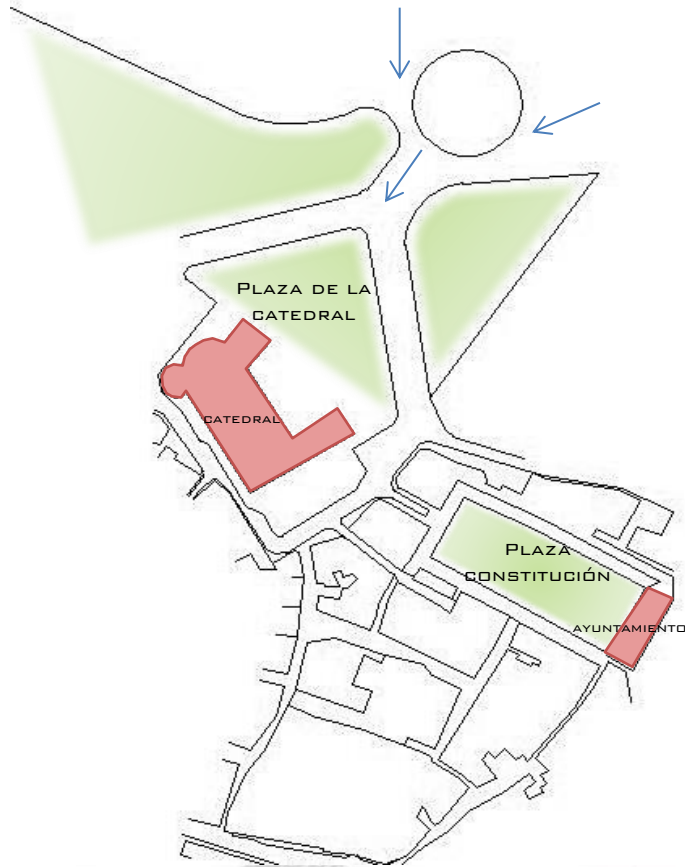 PLAZA DE LA
CATEDRAL
CATEDRAL
PLAZA
CONSTITUCIÓN
AYUNTAMIENTO